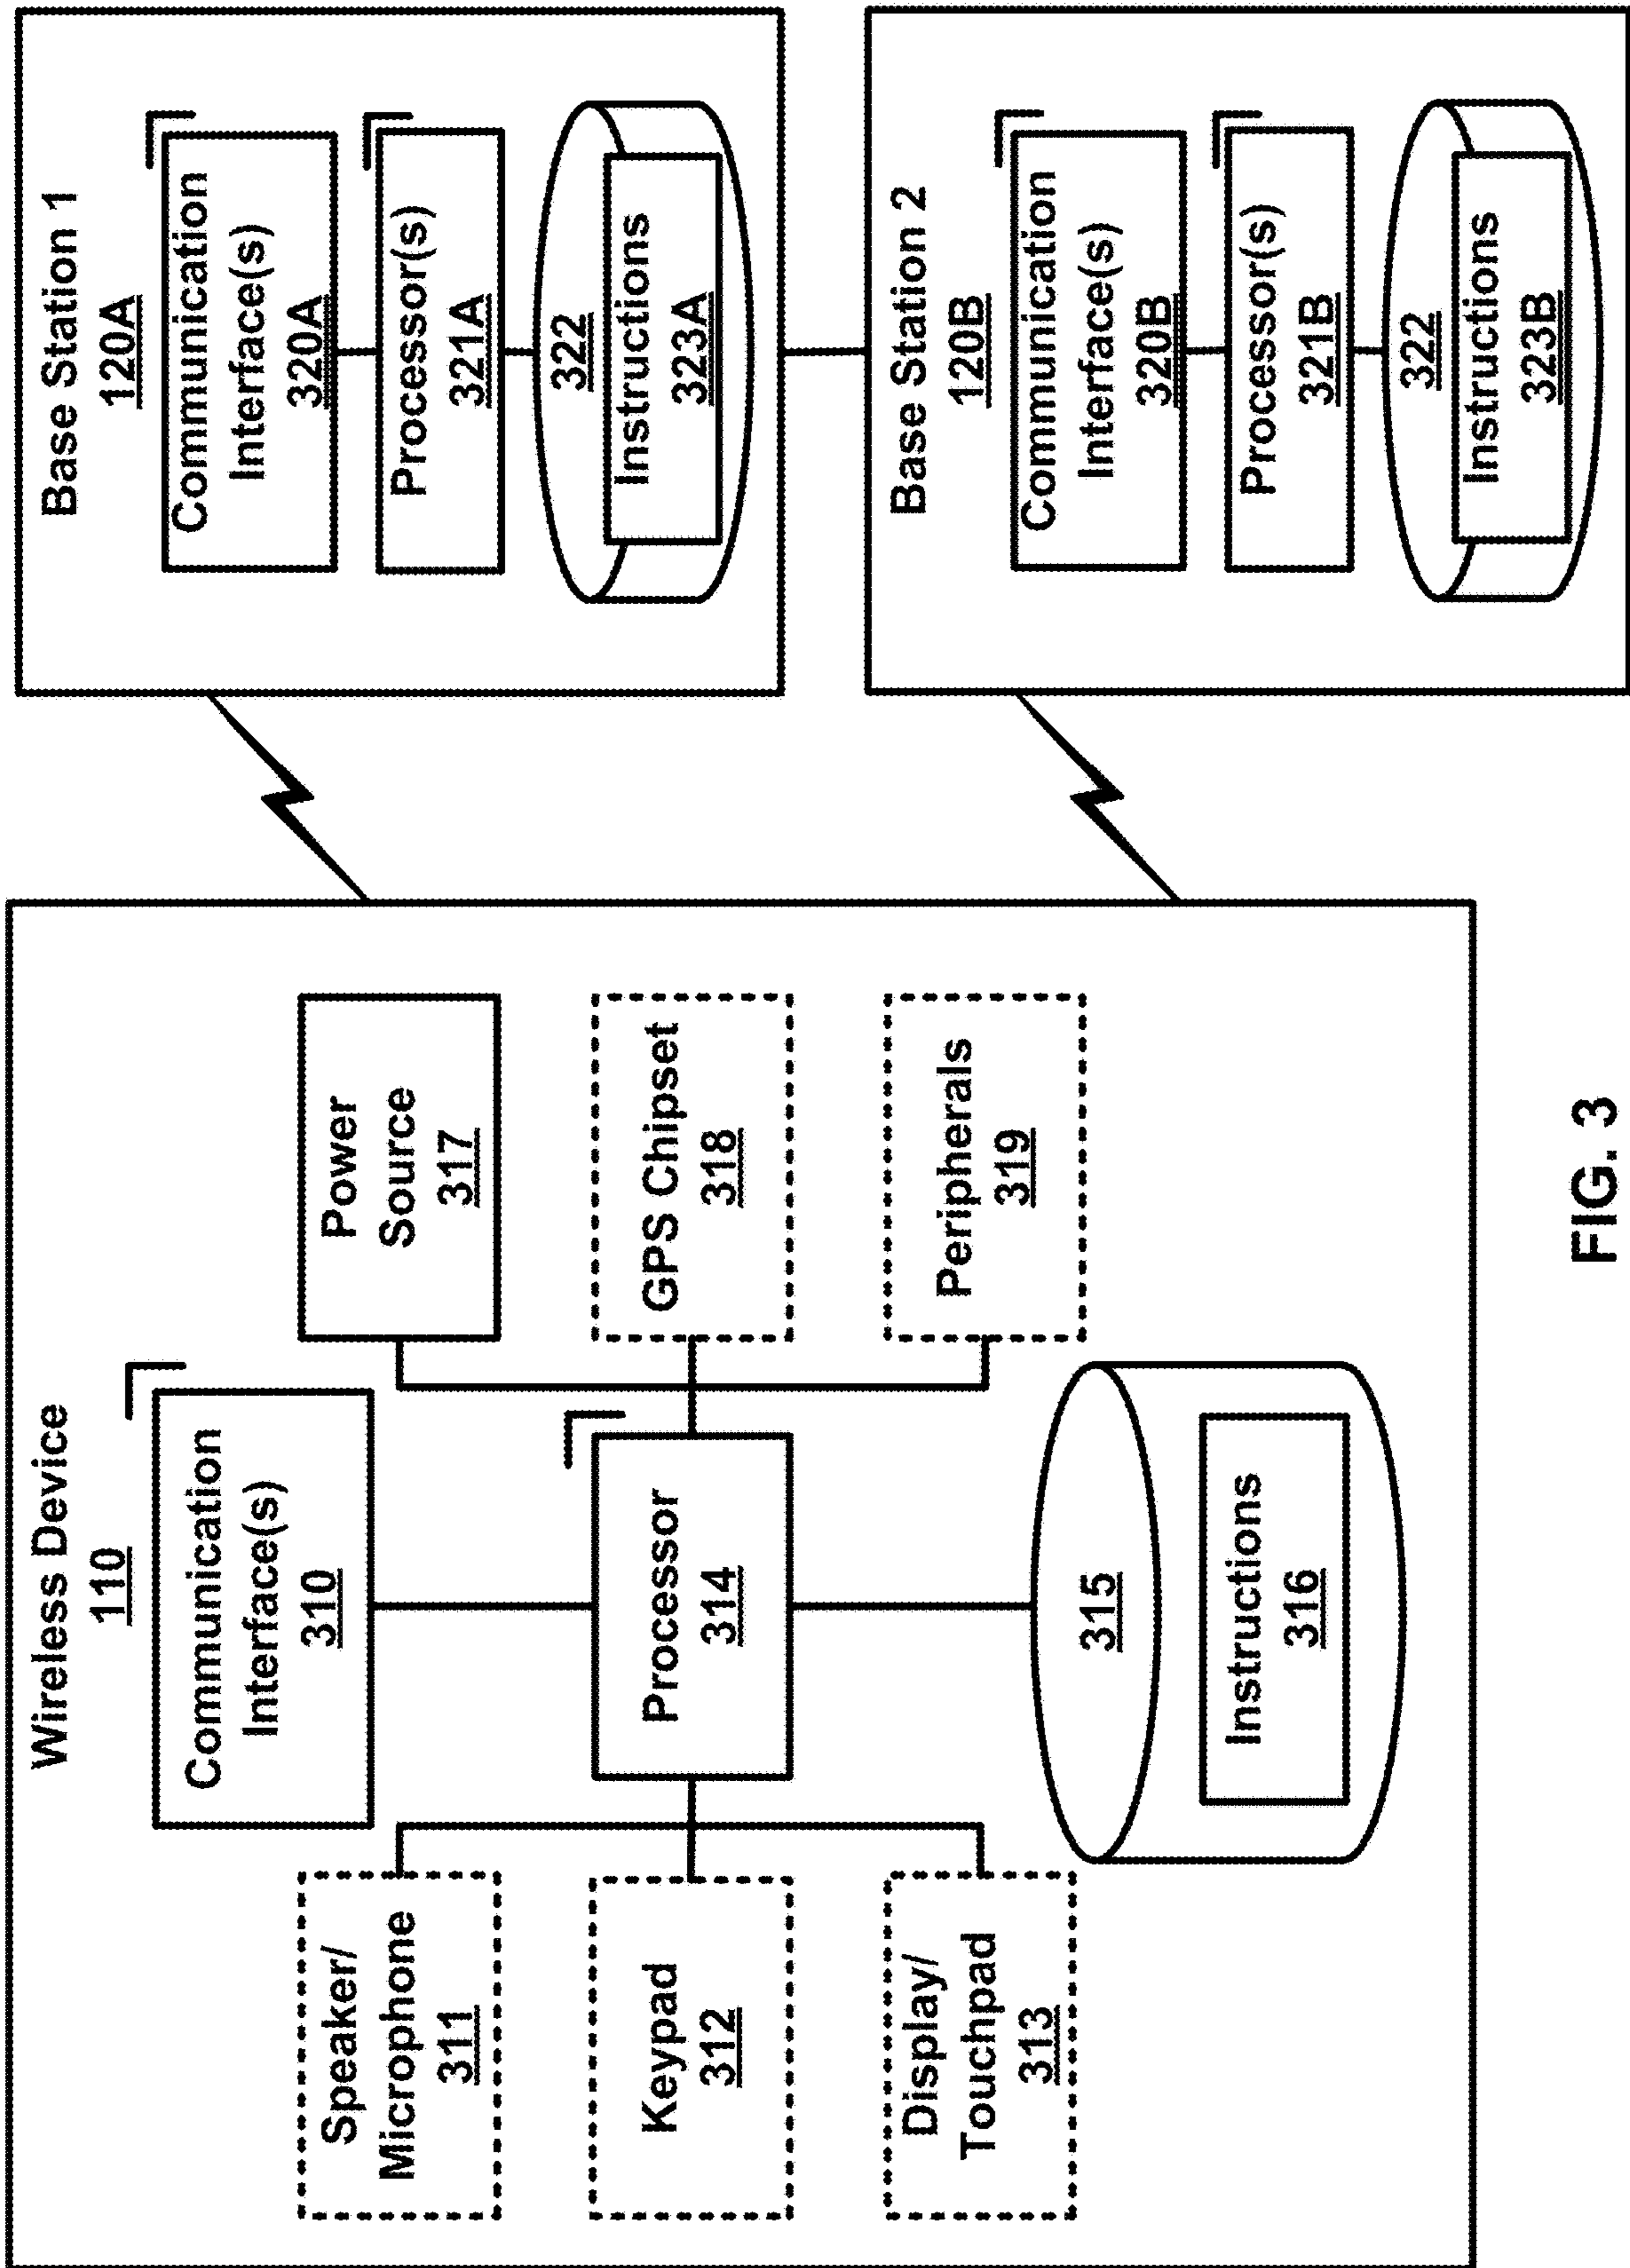 Wireless Device
110
Communication
Interface(s)
310
Speaker/
Microphone
311
Keypad
312
Display/
Touchpad
313
Processor
314
Power
Source
317
GPS Chipset
318
Peripherals
319
315
Instructions
316
Base Station 1
120A
Communication
Interface(s)
320A
Processor(s)
321A
322
Instructions
323A
Base Station 2
120B
Communication
Interface(s)
320B
Processor(s)
321B
322
Instructions
323B
FIG. 3